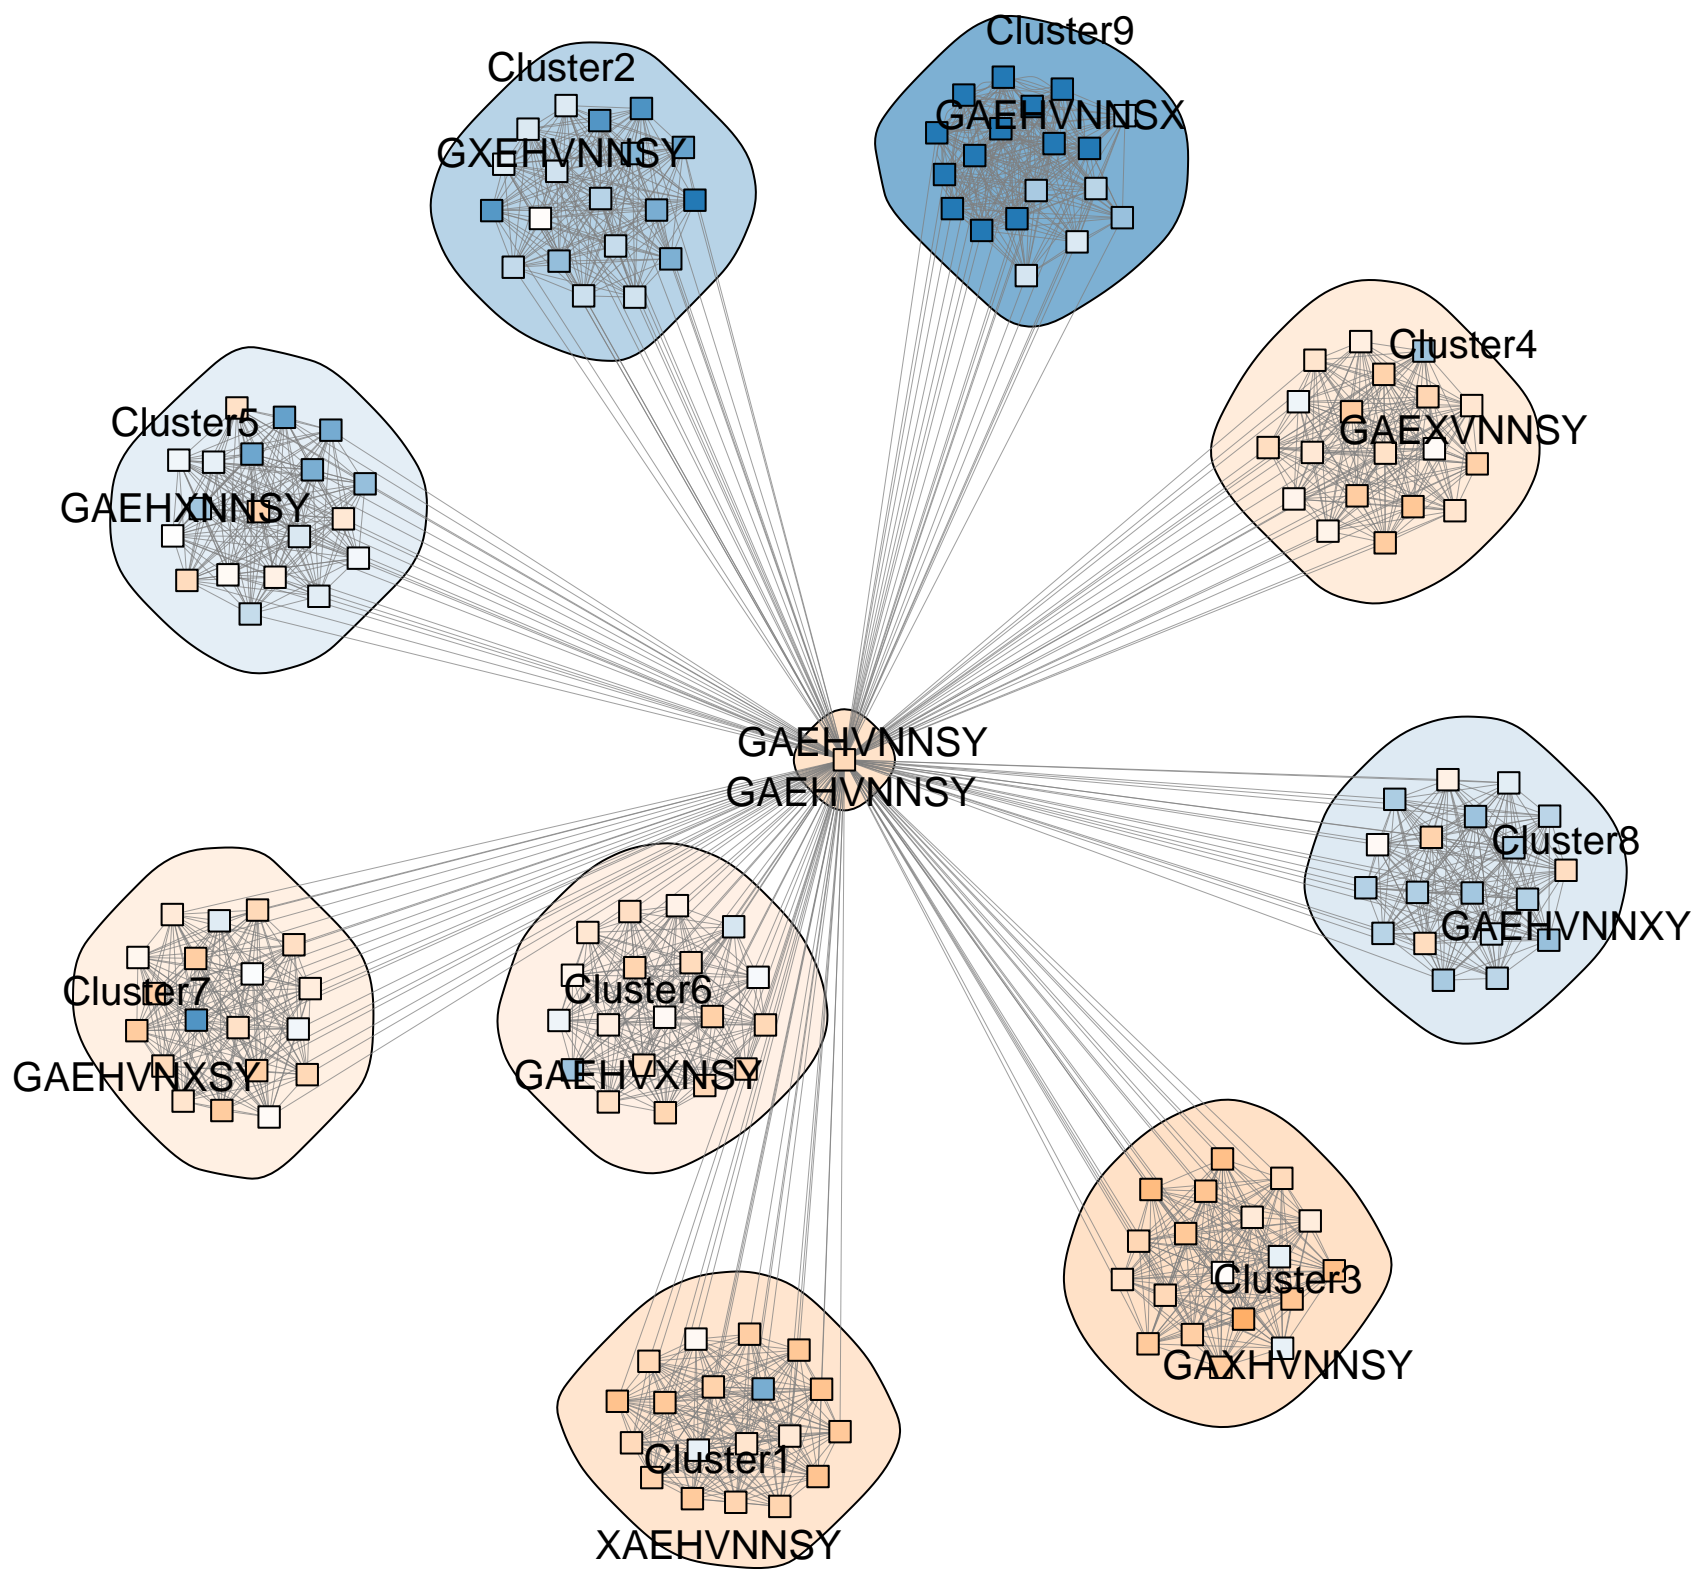 Cluster9
Cluster2
GAEHVNNSX
GXEHVNNSY
Cluster4
Cluster5
GAEXVNNSY
GAEHXNNSY
GAEHVNNSY
GAEHVNNSY
Cluster8
GAEHVNNXY
Cluster7
Cluster6
GAEHVNXSY
GAEHVXNSY
Cluster3
GAXHVNNSY
Cluster1
XAEHVNNSY